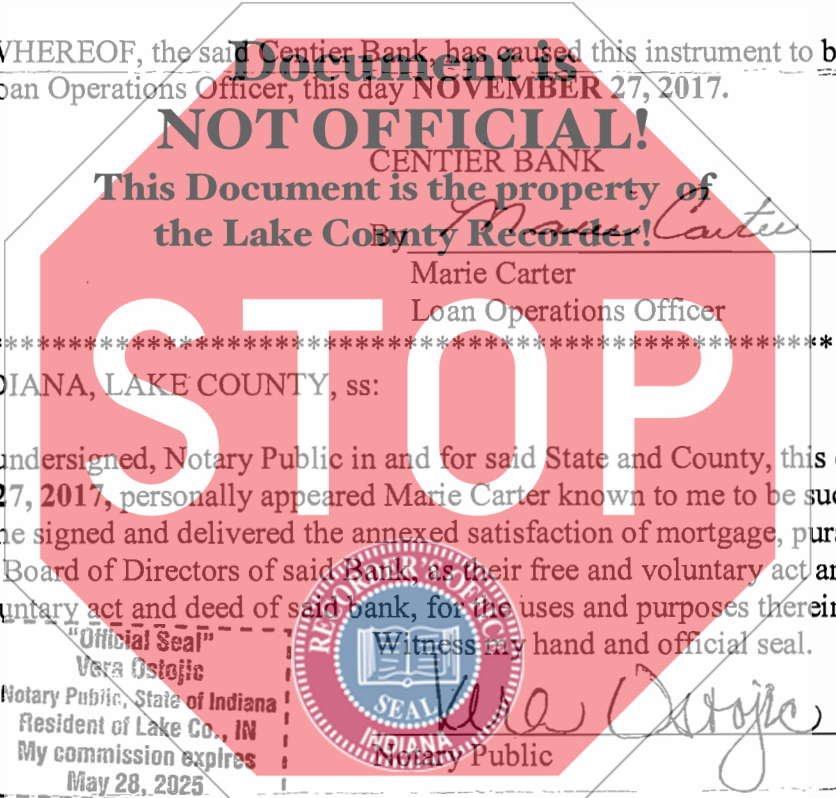 WHEREOF, the said Centier Bank, has caused this instrument to b
oan Operations Officer, this day NOVEMBER 27, 2017.
Document is
NOT OFFICIAL!
This Document is the property of
the Lake County Recorder!
CENTIER BANK
By Marie Carter
Marie Carter
Loan Operations Officer
STOP
************************************************************
DIANA, LAKE COUNTY, ss:
undersigned, Notary Public in and for said State and County, this
27, 2017, personally appeared Marie Carter known to me to be suc
he signed and delivered the annexed satisfaction of mortgage, purs
Board of Directors of said Bank, as their free and voluntary act an
untary act and deed of said bank, for the uses and purposes therein
Witness my hand and official seal.
"Official Seal"
Vera Ostojic
Notary Public, State of Indiana
Resident of Lake Co., IN
My commission expires
May 28, 2025
RECORDER'S OFFICE
SEAL
INDIANA
Vera Ostojic
Notary Public